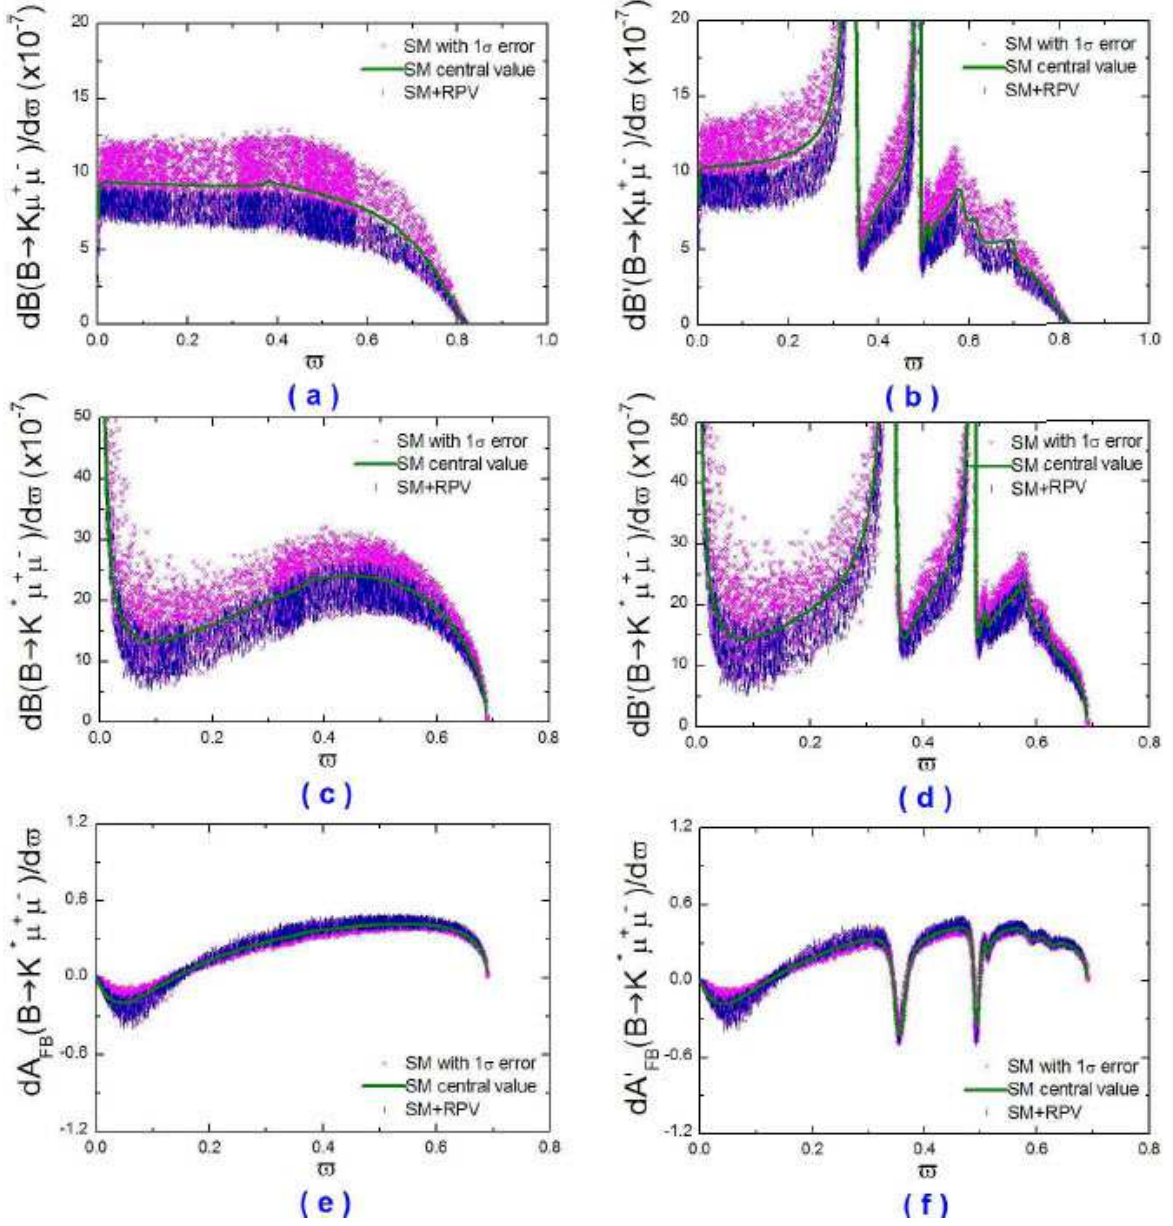 dB(B→Kμ⁺μ⁻)/dϖ (x10⁻⁷)
20
15
10
5
0
SM with 1σ error
SM central value
SM+RPV
0.0 0.2 0.4 0.6 0.8 1.0
ϖ
( a )
dB'(B→Kμ⁺μ⁻)/dϖ (x10⁻⁷)
20
15
10
5
0
SM with 1σ error
SM central value
SM+RPV
0.0 0.2 0.4 0.6 0.8 1.0
ϖ
( b )
dB(B→K*μ⁺μ⁻)/dϖ (x10⁻⁷)
50
40
30
20
10
0
SM with 1σ error
SM central value
SM+RPV
0.0 0.2 0.4 0.6 0.8
ϖ
( c )
dB'(B→K*μ⁺μ⁻)/dϖ (x10⁻⁷)
50
40
30
20
10
0
SM with 1σ error
SM central value
SM+RPV
0.0 0.2 0.4 0.6 0.8
ϖ
( d )
dA_FB(B→K*μ⁺μ⁻)/dϖ
1.2
0.6
0.0
-0.6
-1.2
SM with 1σ error
SM central value
SM+RPV
0.0 0.2 0.4 0.6 0.8
ϖ
( e )
dA'_FB(B→K*μ⁺μ⁻)/dϖ
1.2
0.6
0.0
-0.6
-1.2
SM with 1σ error
SM central value
SM+RPV
0.0 0.2 0.4 0.6 0.8
ϖ
( f )